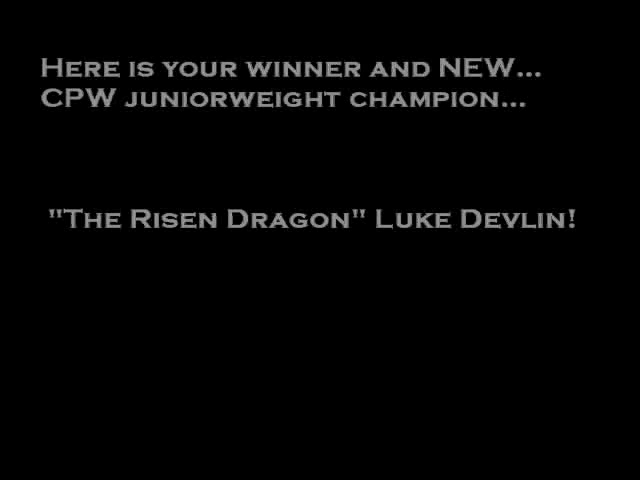 Here is your winner and NEW...
CPW juniorweight champion...
"The Risen Dragon" Luke Devlin!